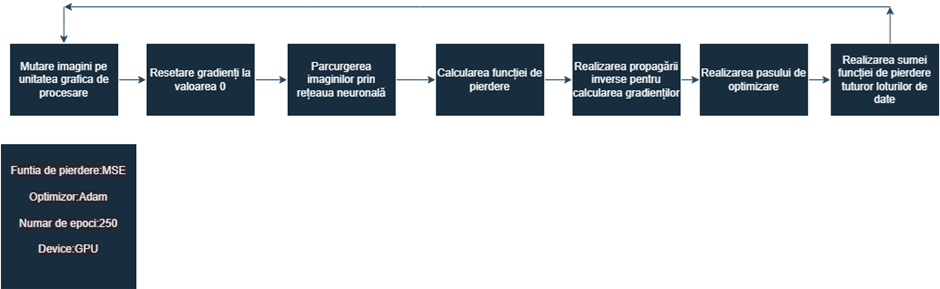 Mutare imagini pe
unitatea grafica de
procesare
Resetare gradienți la
valoarea 0
Parcurgerea
imaginilor prin
rețeaua neuronală
Calcularea funcției de
pierdere
Realizarea propagării
inverse pentru
calcularea gradienților
Realizarea pasului de
optimizare
Realizarea sumei
funcției de pierdere
tuturor loturilor de
date
Funtia de pierdere:MSE
Optimizor:Adam
Numar de epoci:250
Device:GPU